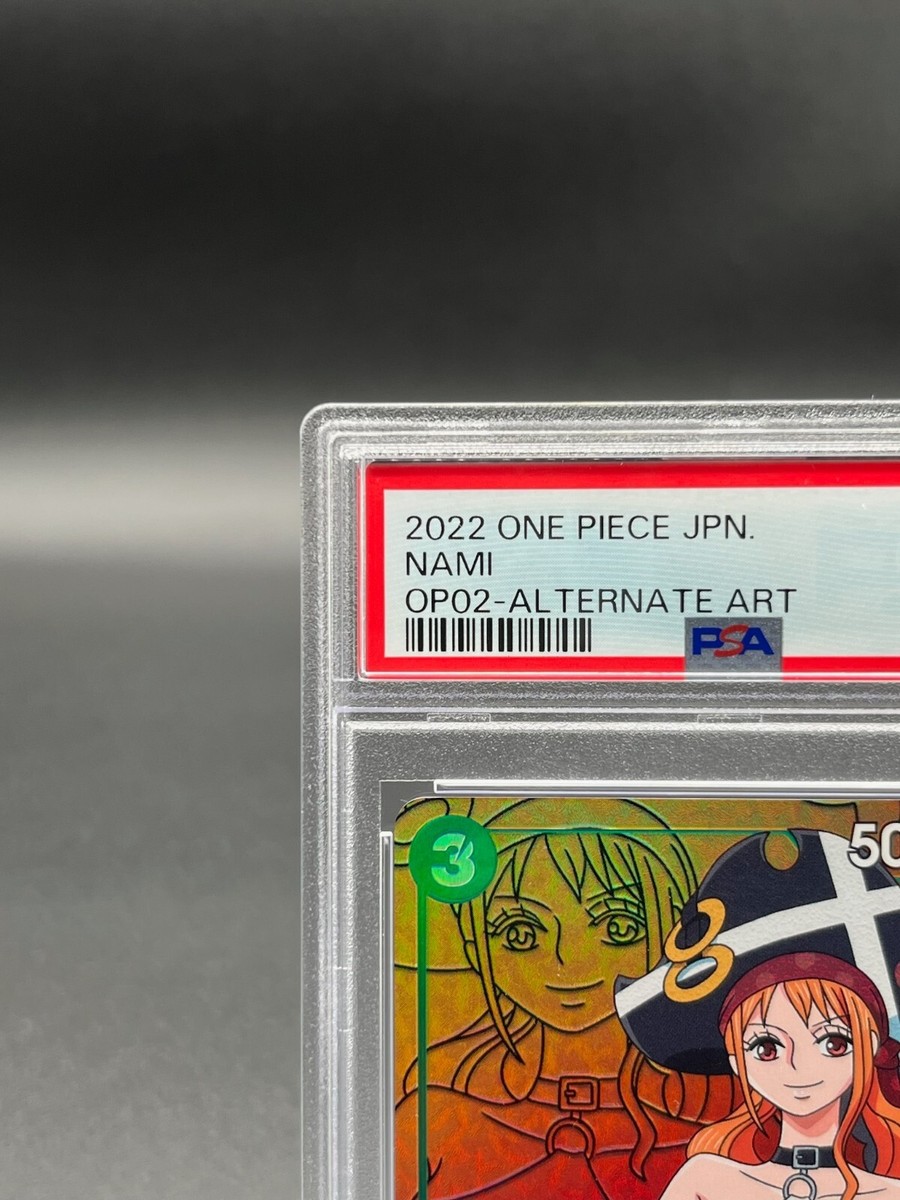 2022 ONE PIECE JPN.
NAMI
OP02-ALTERNATE ART
PSA
3
50